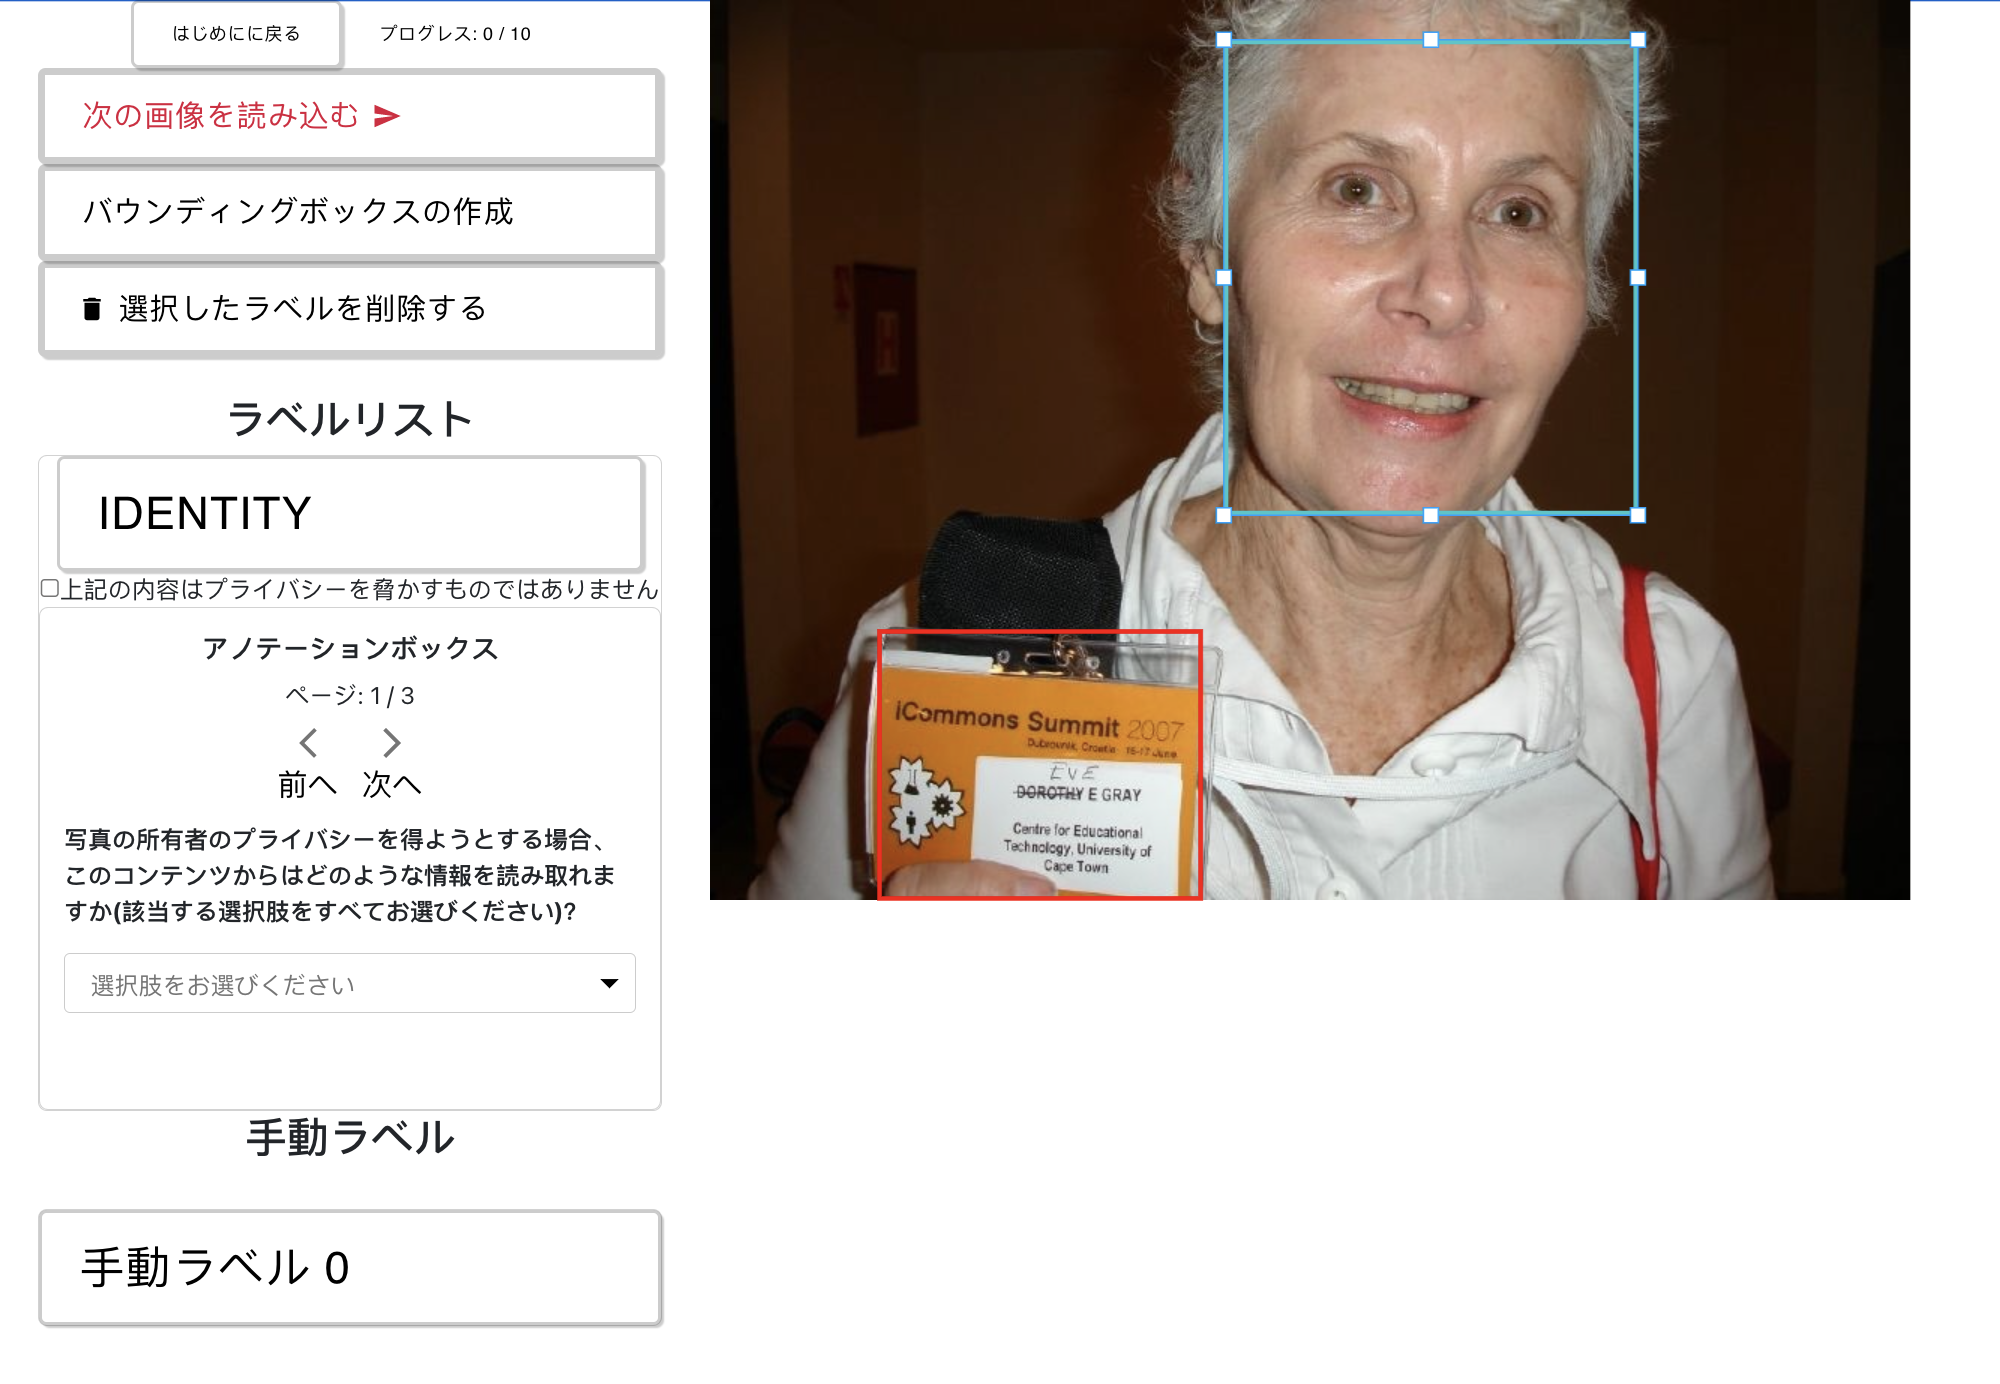 はじめにに戻る
プログレス: 0 / 10
次の画像を読み込む
バウンディングボックスの作成
選択したラベルを削除する
ラベルリスト
IDENTITY
上記の内容はプライバシーを脅かすものではありません
アノテーションボックス
ページ: 1 / 3
前へ 次へ
写真の所有者のプライバシーを得ようとする場合、
このコンテンツからはどのような情報を読み取れま
すか(該当する選択肢をすべてお選びください)?
選択肢をお選びください
手動ラベル
手動ラベル 0
iCommons Summit 2007
Dubrovnik, Croatia 15-17 June
EVE
DOROTHY E GRAY
Centre for Educational
Technology, University of
Cape Town